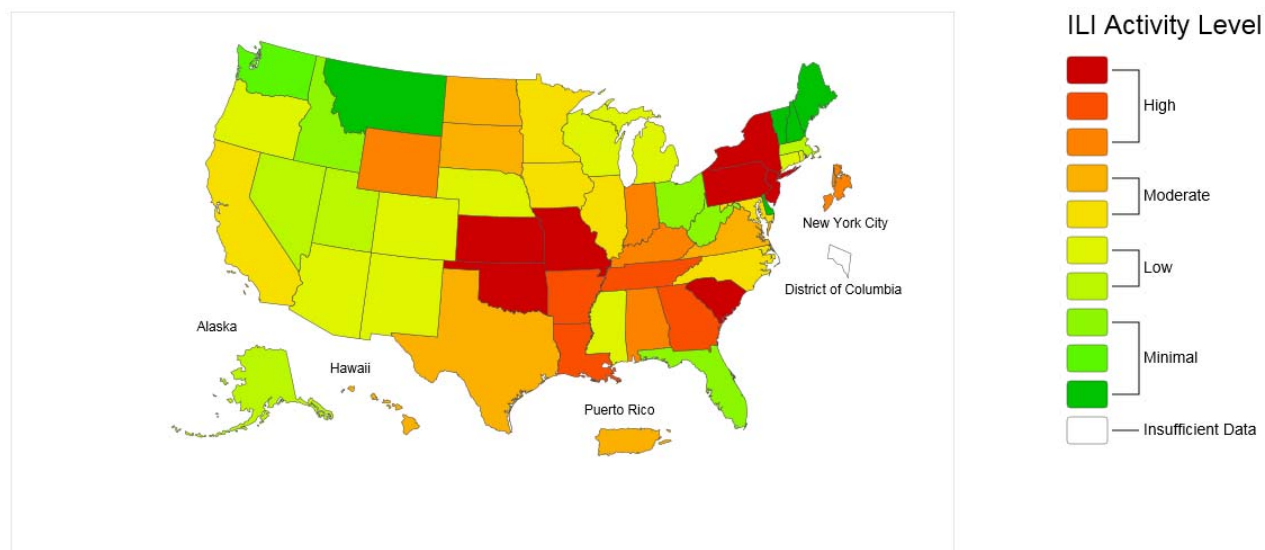 ILI Activity Level
High
Moderate
New York City
Low
District of Columbia
Alaska
Hawaii
Minimal
Puerto Rico
Insufficient Data